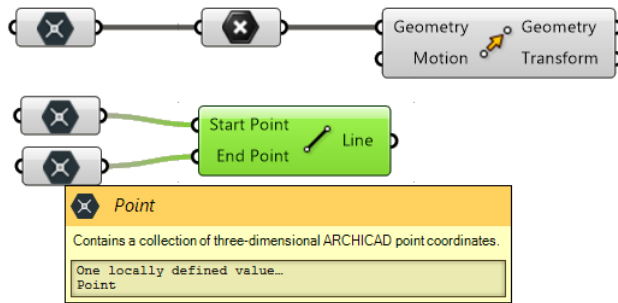 Geometry Geometry
Motion Transform
Start Point
Line
End Point
Point
Contains a collection of three-dimensional ARCHICAD point coordinates.
One locally defined value…
Point